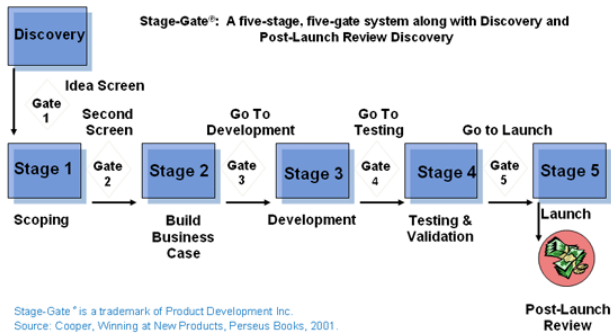 Stage-Gate®: A five-stage, five-gate system along with Discovery and
Post-Launch Review Discovery
Discovery
Idea Screen
Gate
1
Second
Screen
Go To
Development
Go To
Testing
Go to Launch
Stage 1
Gate
2
Stage 2
Gate
3
Stage 3
Gate
4
Stage 4
Gate
5
Stage 5
Scoping
Build
Business
Case
Development
Testing &
Validation
Launch
Post-Launch
Review
Stage-Gate® is a trademark of Product Development Inc.
Source: Cooper, Winning at New Products, Perseus Books, 2001.